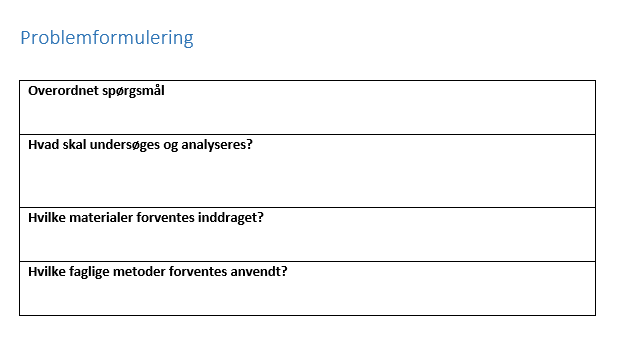 Problemformulering
Overordnet spørgsmål
Hvad skal undersøges og analyseres?
Hvilke materialer forventes inddraget?
Hvilke faglige metoder forventes anvendt?